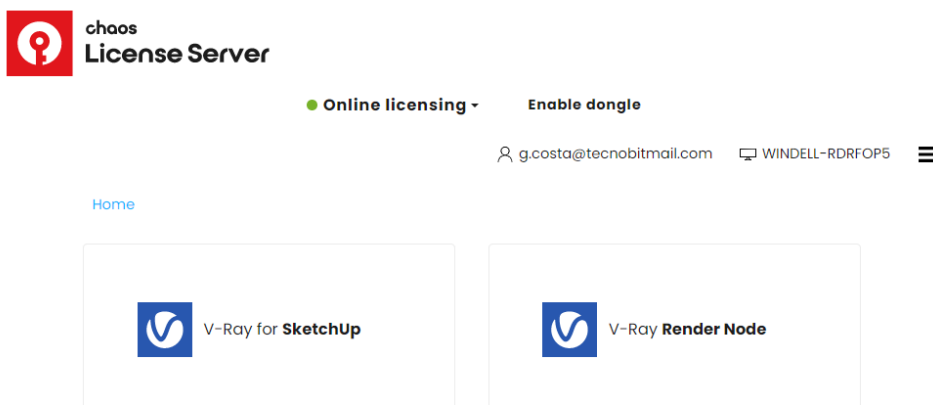 chaos
License Server
Online licensing
Enable dongle
g.costa@tecnobitmail.com
WINDELL-RDRFOP5
Home
V-Ray for SketchUp
V-Ray Render Node